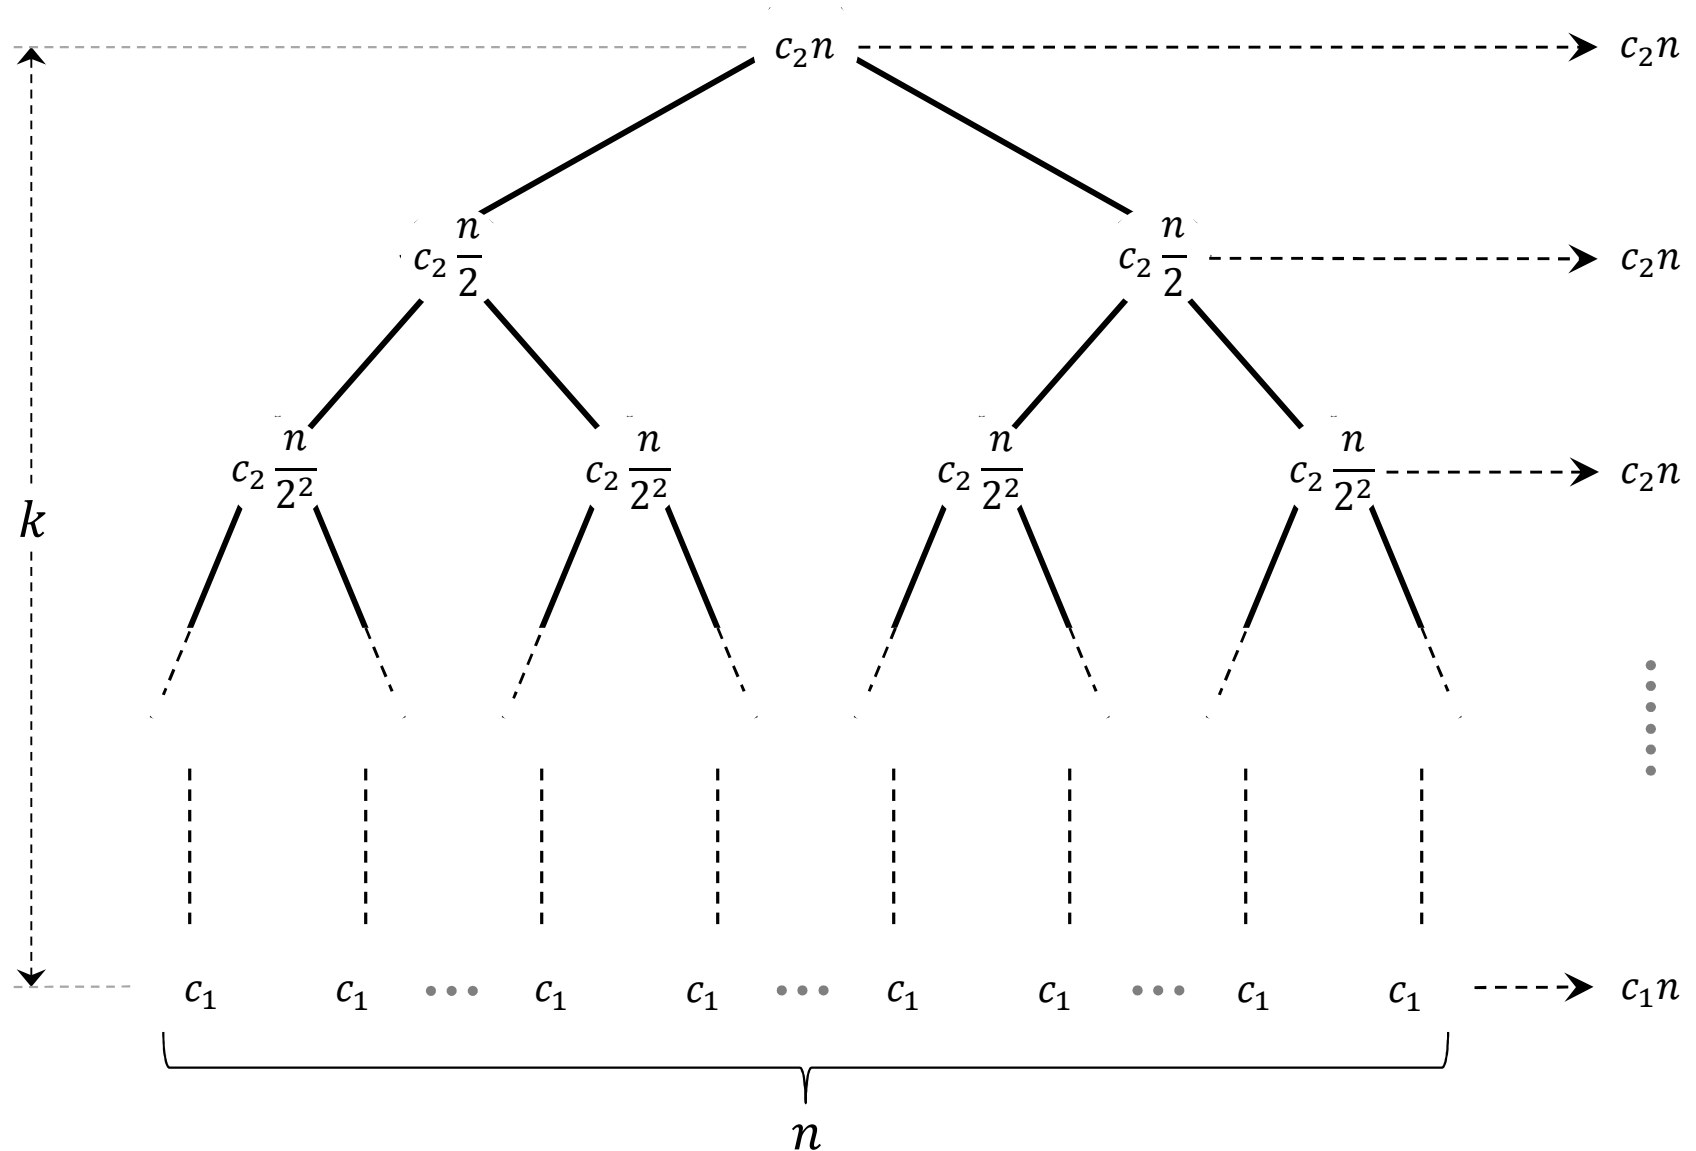 c₂n c₂n
c₂ n/2 c₂ n/2 c₂n
c₂ n/2² c₂ n/2² c₂ n/2² c₂ n/2² c₂n
k
c₁ c₁ ••• c₁ c₁ ••• c₁ c₁ ••• c₁ c₁ c₁n
n